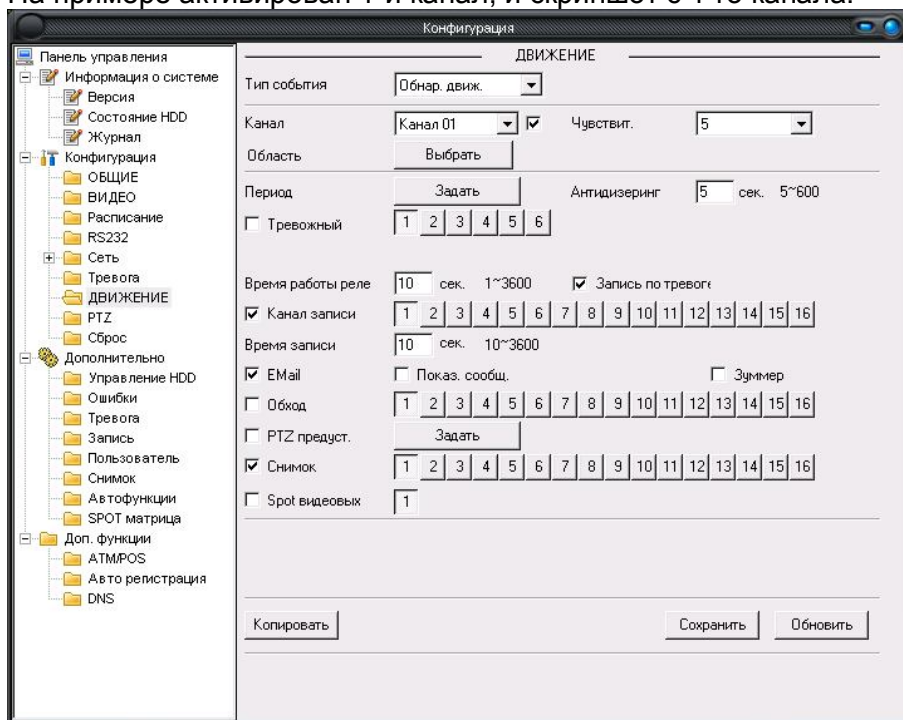 На примере активирован 1-й канал, и скриншот с 1-го канала.
Конфигурация
Панель управления
Информация о системе
Версия
Состояние HDD
Журнал
Конфигурация
ОБЩИЕ
ВИДЕО
Расписание
RS232
Сеть
Тревога
ДВИЖЕНИЕ
PTZ
Сброс
Дополнительно
Управление HDD
Ошибки
Тревога
Запись
Пользователь
Снимок
Автофункции
SPOT матрица
Доп. функции
ATM/POS
Авто регистрация
DNS
ДВИЖЕНИЕ
Тип события Обнар. движ.
Канал Канал 01 Чувствит. 5
Область Выбрать
Период Задать Антидизеринг 5 сек. 5~600
Тревожный 1 2 3 4 5 6
Время работы реле 10 сек. 1~3600 Запись по тревоге
Канал записи 1 2 3 4 5 6 7 8 9 10 11 12 13 14 15 16
Время записи 10 сек. 10~3600
EMail Показ. сообщ. Зуммер
Обход 1 2 3 4 5 6 7 8 9 10 11 12 13 14 15 16
PTZ предуст. Задать
Снимок 1 2 3 4 5 6 7 8 9 10 11 12 13 14 15 16
Spot видеовых 1
Копировать Сохранить Обновить